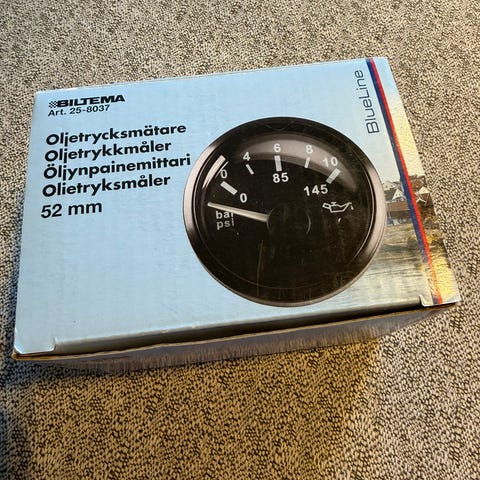 BILTEMA
Art. 25-8037
BlueLine
Oljetrycksmätare
Oljetrykkmåler
Öljynpainemittari
Olietryksmåler
52 mm
0 4 6 8 10
0 85 145
bar
psi